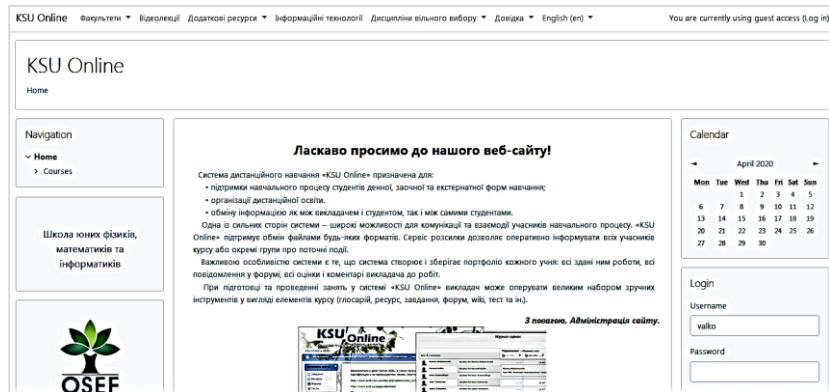 KSU Online Факультети Відеолекції Додаткові ресурси Інформаційні технології Дисципліни вільного вибору Довідка English (en) You are currently using guest access (Log in)
KSU Online
Home
Navigation
Home
Courses
Школа юних фізиків,
математиків та
інформатиків
OSEF
Ласкаво просимо до нашого веб-сайту!
Система дистанційного навчання «KSU Online» призначена для:
• підтримки навчального процесу студентів денної, заочної та екстернатної форм навчання;
• організації дистанційної освіти.
• обміну інформацією як між викладачем і студентом, так і між самими студентами.
Одна із сильних сторін системи – широкі можливості для комунікації та взаємодії учасників навчального процесу. «KSU
Online» підтримує обмін файлами будь-яких форматів. Сервіс розсилки дозволяє оперативно інформувати всіх учасників
курсу або окремі групи про поточні події.
Важливою особливістю системи є те, що система створює і зберігає портфоліо кожного учня: всі здані ним роботи, всі
повідомлення у форумі, всі оцінки і коментарі викладача до робіт.
При підготовці та проведенні занять у системі «KSU Online» викладач може оперувати великим набором зручних
інструментів у вигляді елементів курсу (глосарій, ресурс, завдання, форум, wiki, тест та ін.).
З повагою, Адміністрація сайту.
KSU Online
Calendar
April 2020
Mon Tue Wed Thu Fri Sat Sun
1 2 3 4 5
6 7 8 9 10 11 12
13 14 15 16 17 18 19
20 21 22 23 24 25 26
27 28 29 30
Login
Username
valko
Password